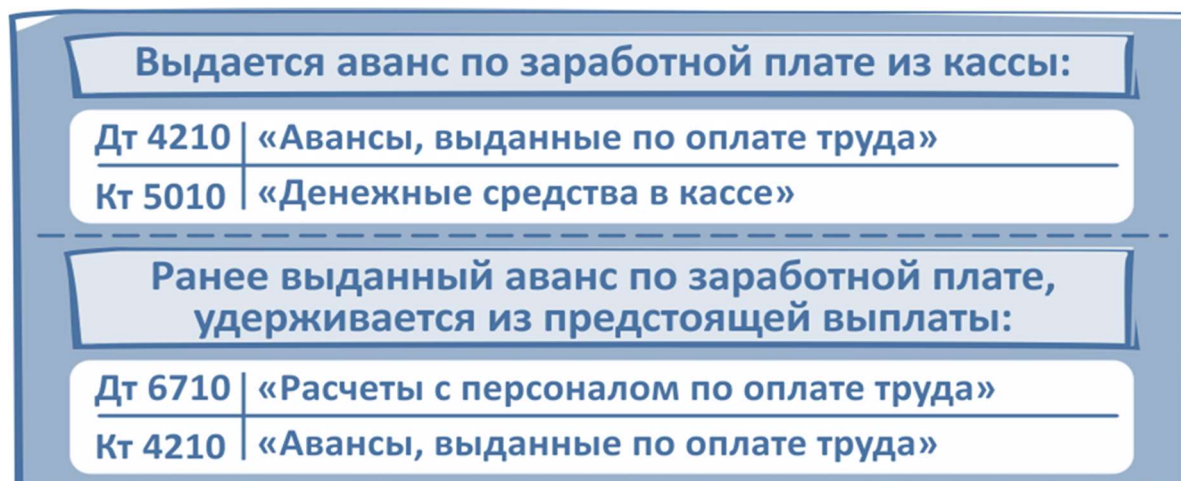 Выдается аванс по заработной плате из кассы:
Дт 4210 «Авансы, выданные по оплате труда»
Кт 5010 «Денежные средства в кассе»
Ранее выданный аванс по заработной плате,
удерживается из предстоящей выплаты:
Дт 6710 «Расчеты с персоналом по оплате труда»
Кт 4210 «Авансы, выданные по оплате труда»